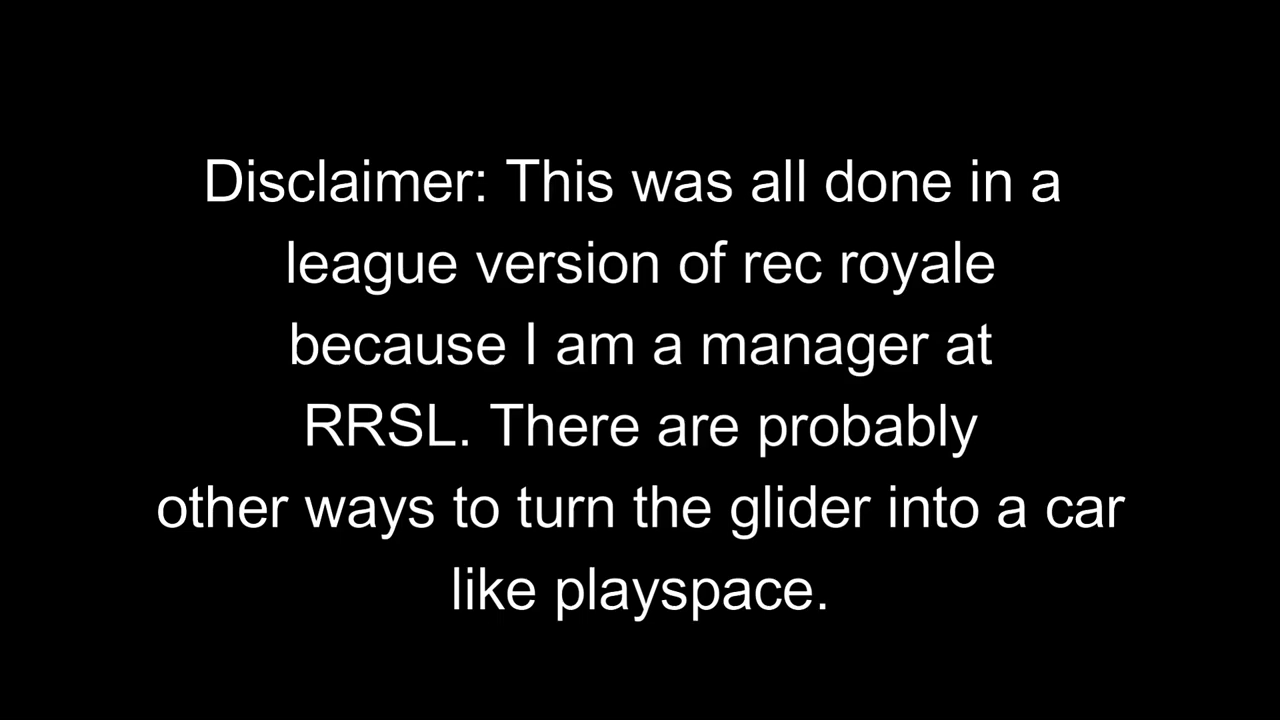 Disclaimer: This was all done in a
league version of rec royale
because I am a manager at
RRSL. There are probably
other ways to turn the glider into a car
like playspace.